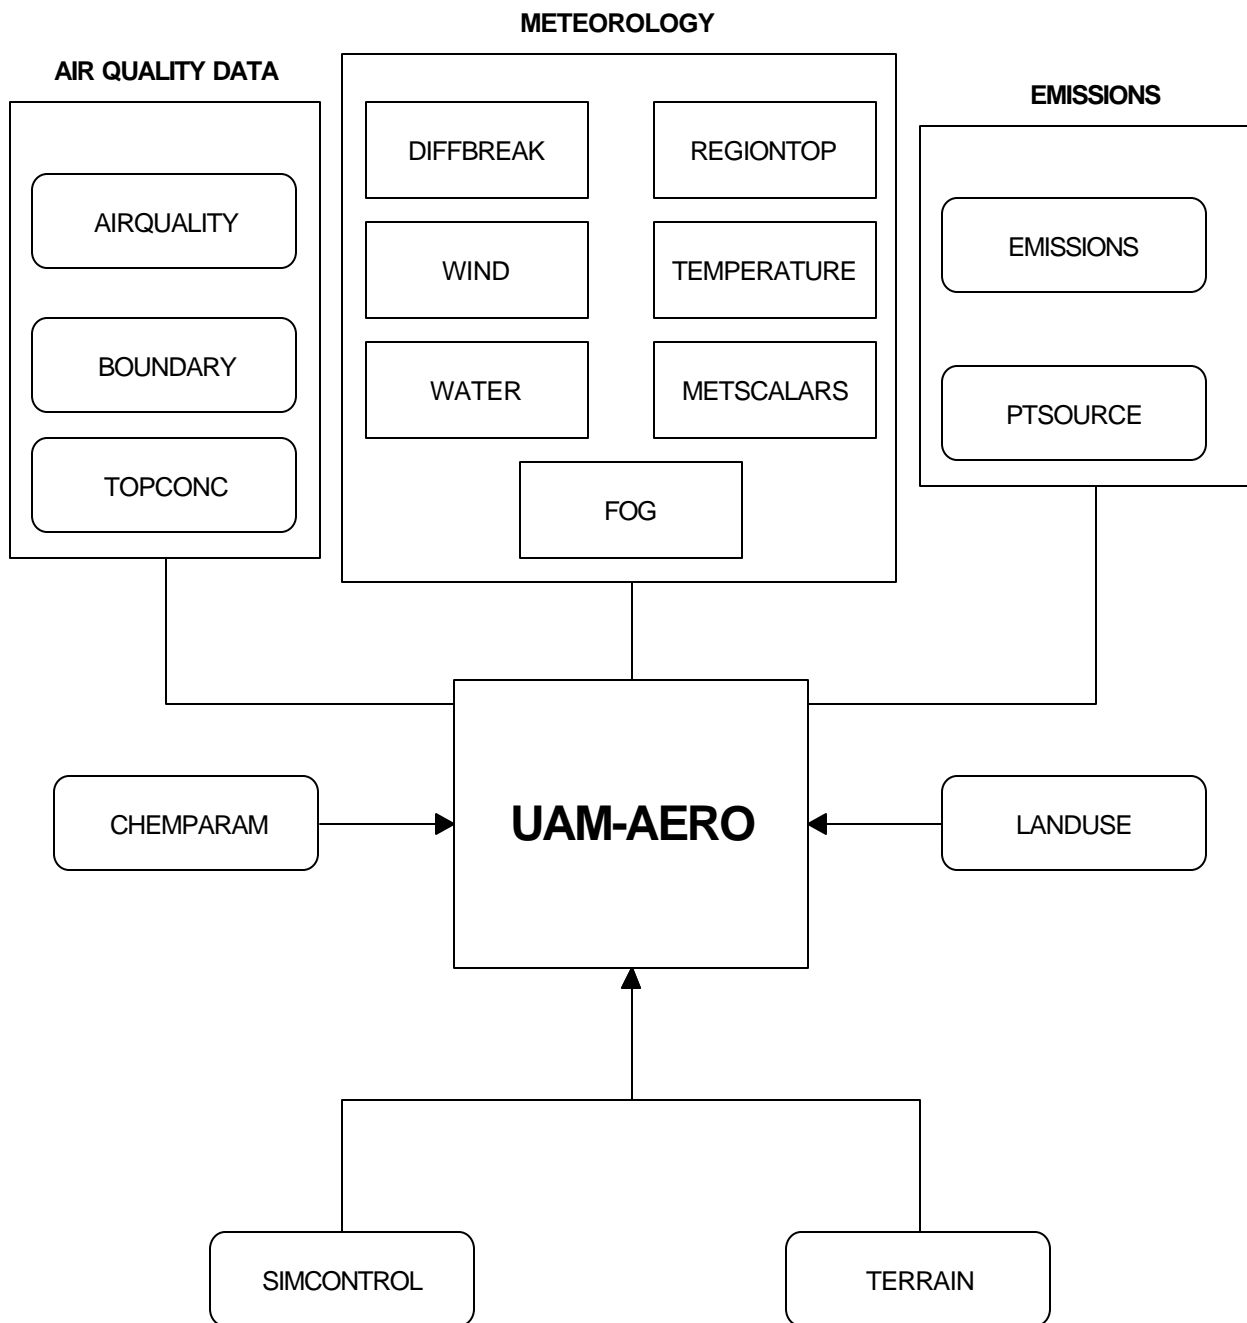 METEOROLOGY
AIR QUALITY DATA
EMISSIONS
DIFFBREAK
REGIONTOP
AIRQUALITY
EMISSIONS
WIND
TEMPERATURE
BOUNDARY
WATER
METSCALARS
PTSOURCE
TOPCONC
FOG
CHEMPARAM
UAM-AERO
LANDUSE
SIMCONTROL
TERRAIN